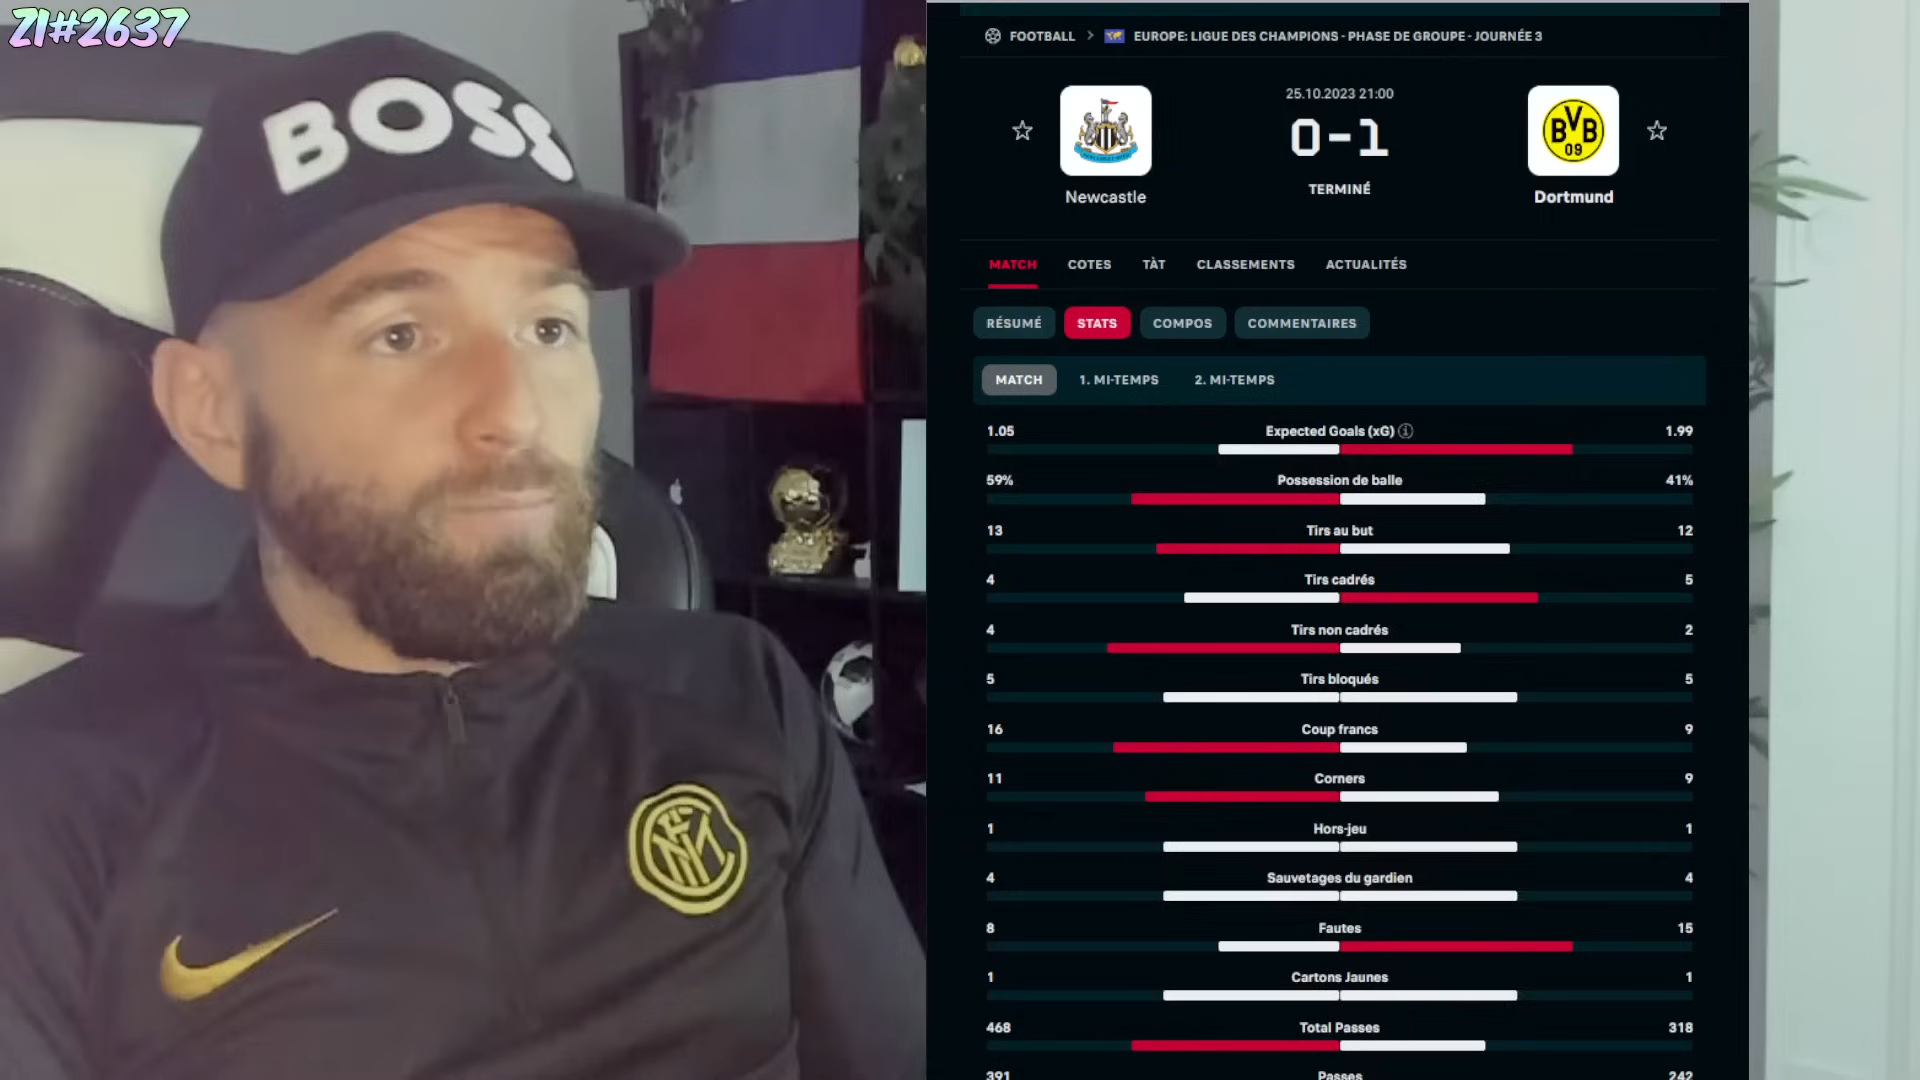 ZI#2637
BOSS
FOOTBALL > EUROPE: LIGUE DES CHAMPIONS - PHASE DE GROUPE - JOURNÉE 3
25.10.2023 21:00
0-1
TERMINÉ
BVB
09
Newcastle
Dortmund
MATCH COTES TÀT CLASSEMENTS ACTUALITÉS
RÉSUMÉ STATS COMPOS COMMENTAIRES
MATCH 1. MI-TEMPS 2. MI-TEMPS
1.05 Expected Goals (xG) 1.99
59% Possession de balle 41%
13 Tirs au but 12
4 Tirs cadrés 5
4 Tirs non cadrés 2
5 Tirs bloqués 5
16 Coup francs 9
11 Corners 9
1 Hors-jeu 1
4 Sauvetages du gardien 4
8 Fautes 15
1 Cartons Jaunes 1
468 Total Passes 318
391 Passes 242